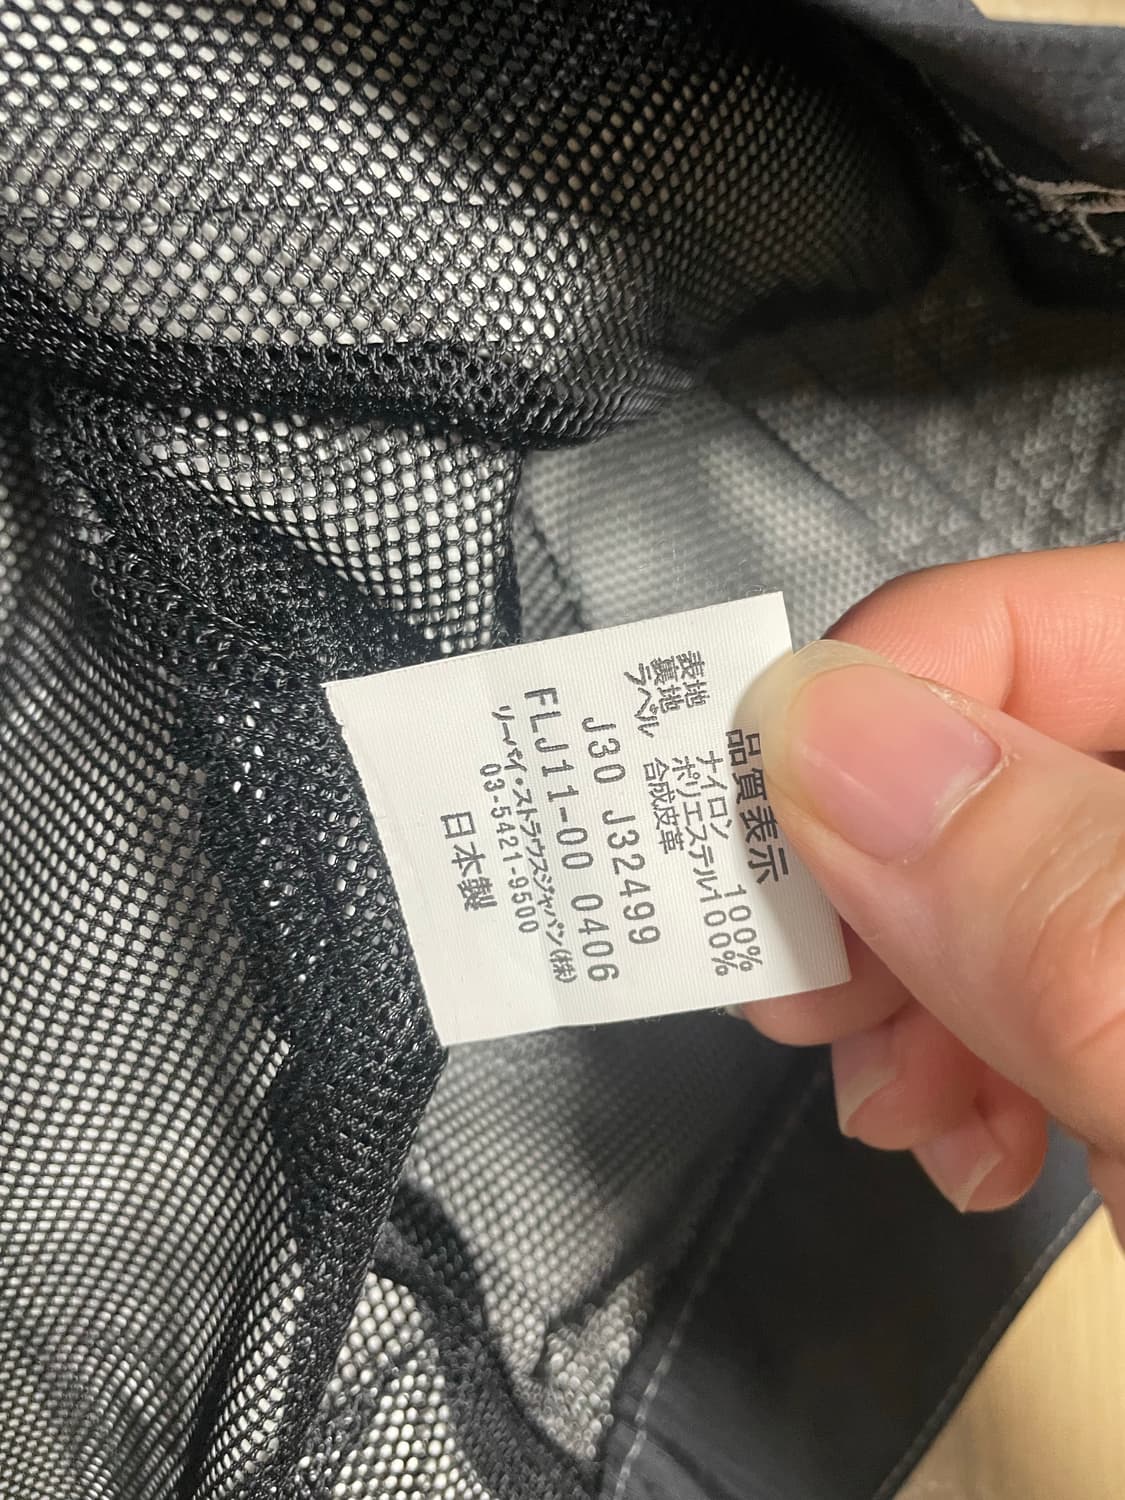 品質表示
表地 ナイロン 100%
裏地 ポリエステル100%
ラベル 合成皮革
J30 J32499
FLJ11-00 0406
リーバイ・ストラウスジャパン(株)
03-5421-9500
日本製